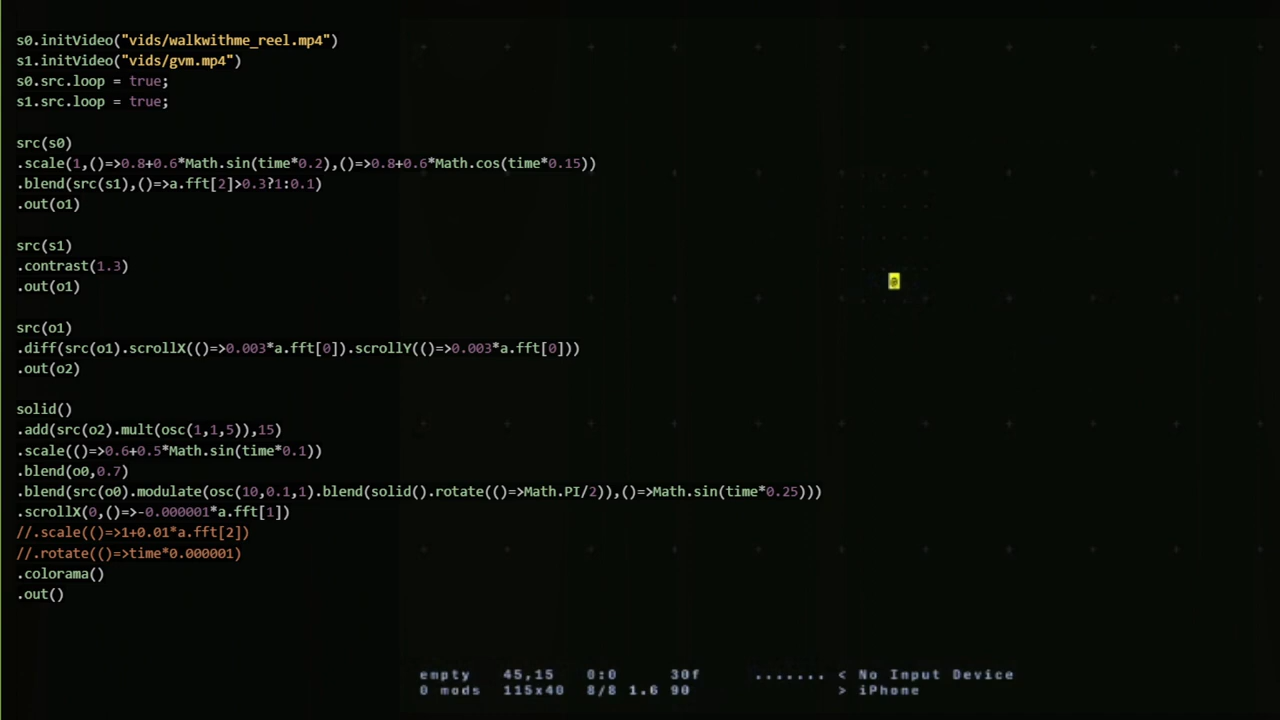 s0.initVideo("vids/walkwithme_reel.mp4")
s1.initVideo("vids/gvm.mp4")
s0.src.loop = true;
s1.src.loop = true;
src(s0)
.scale(1,()=>0.8+0.6*Math.sin(time*0.2),()=>0.8+0.6*Math.cos(time*0.15))
.blend(src(s1),()=>a.fft[2]>0.3?1:0.1)
.out(o1)
src(s1)
.contrast(1.3)
.out(o1)
src(o1)
.diff(src(o1).scrollX(()=>0.003*a.fft[0]).scrollY(()=>0.003*a.fft[0]))
.out(o2)
solid()
.add(src(o2).mult(osc(1,1,5)),15)
.scale(()=>0.6+0.5*Math.sin(time*0.1))
.blend(o0,0.7)
.blend(src(o0).modulate(osc(10,0.1,1).blend(solid().rotate(()=>Math.PI/2)),()=>Math.sin(time*0.25)))
.scrollX(0,()=>-0.000001*a.fft[1])
//.scale(()=>1+0.01*a.fft[2])
//.rotate(()=>time*0.000001)
.colorama()
.out()
empty 45,15 0:0 30f ....... < No Input Device
0 mods 115x40 8/8 1.6 90 > iPhone